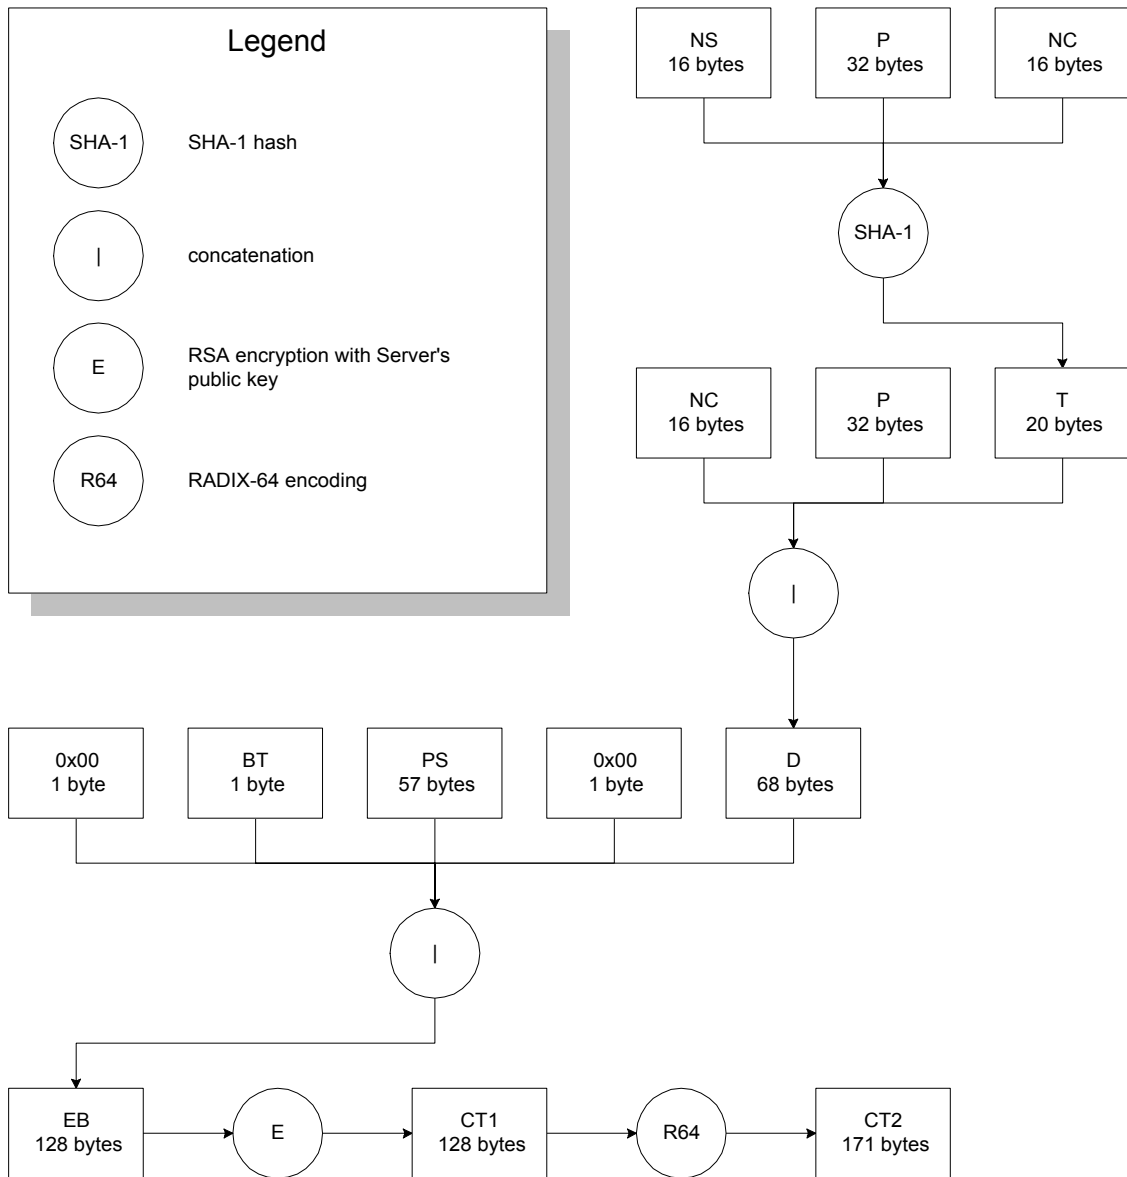 Legend
SHA-1
SHA-1 hash
|
concatenation
E
RSA encryption with Server's
public key
R64
RADIX-64 encoding
NS
16 bytes
P
32 bytes
NC
16 bytes
SHA-1
NC
16 bytes
P
32 bytes
T
20 bytes
|
0x00
1 byte
BT
1 byte
PS
57 bytes
0x00
1 byte
D
68 bytes
|
EB
128 bytes
E
CT1
128 bytes
R64
CT2
171 bytes